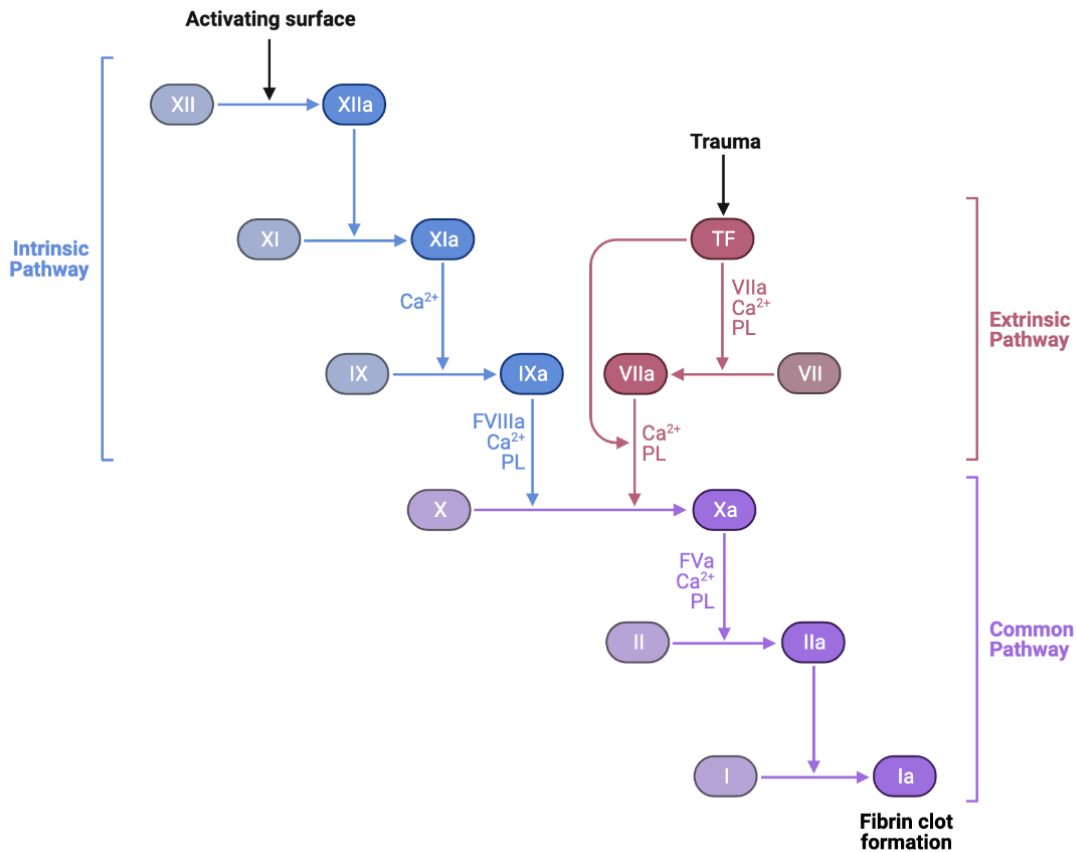 Activating surface
XII
XIIa
Trauma
Intrinsic
Pathway
XI
XIa
TF
Ca²⁺
VIIa
Ca²⁺
PL
Extrinsic
Pathway
IX
IXa
VIIa
VII
FVIIIa
Ca²⁺
PL
Ca²⁺
PL
X
Xa
FVa
Ca²⁺
PL
Common
Pathway
II
IIa
I
Ia
Fibrin clot
formation